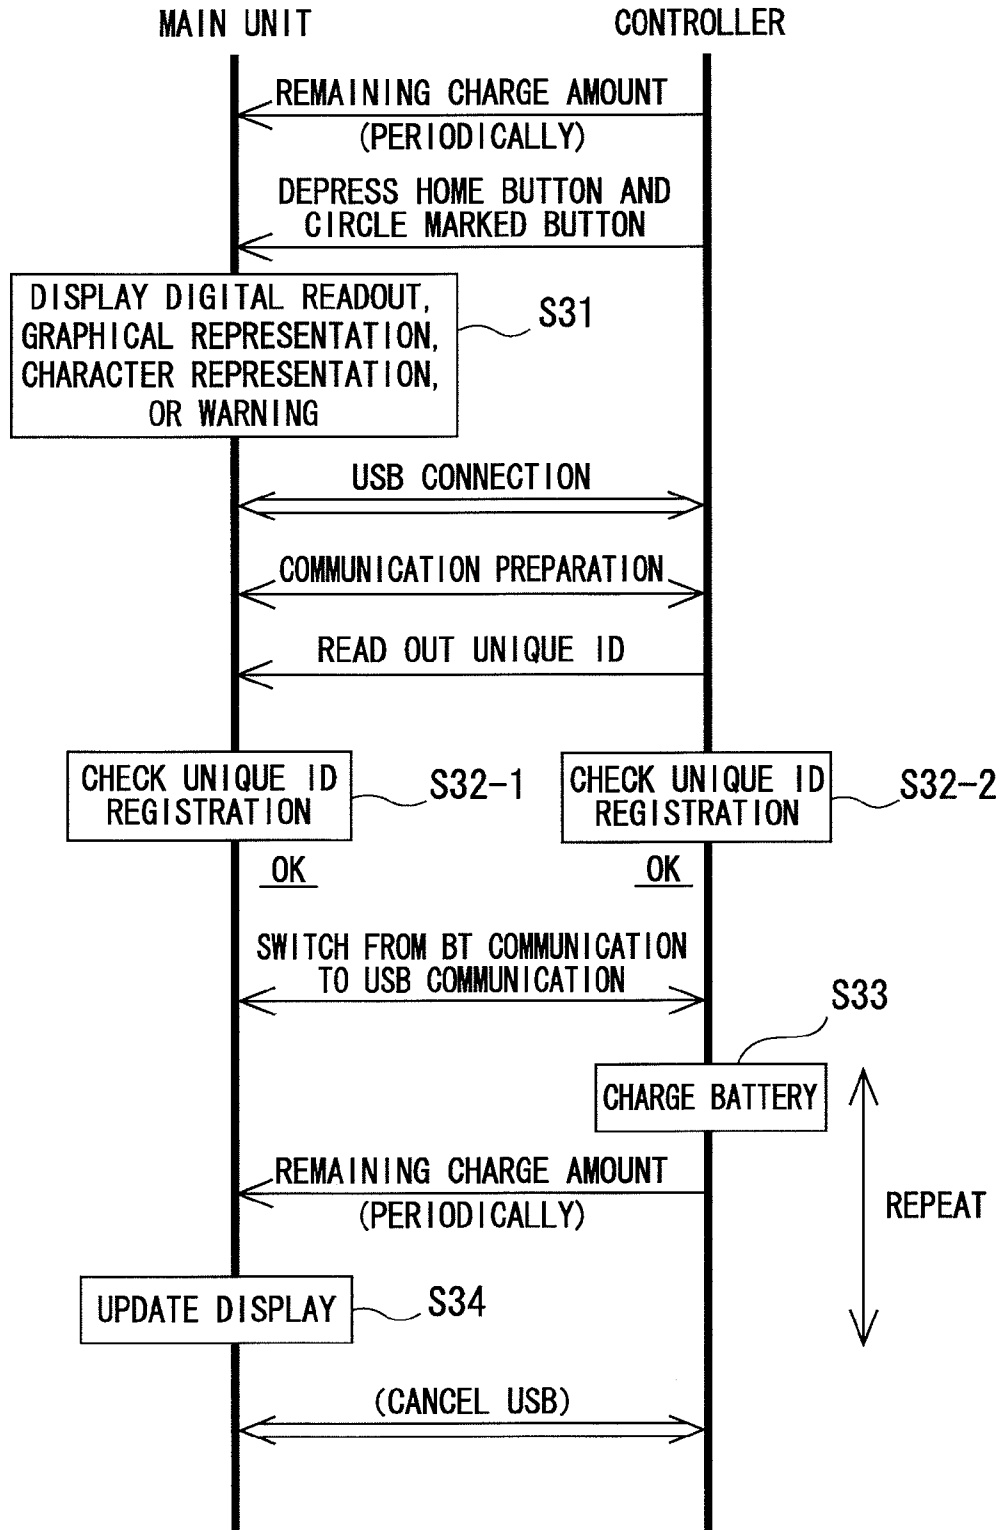 MAIN UNIT
CONTROLLER
REMAINING CHARGE AMOUNT
(PERIODICALLY)
DEPRESS HOME BUTTON AND
CIRCLE MARKED BUTTON
DISPLAY DIGITAL READOUT,
GRAPHICAL REPRESENTATION,
CHARACTER REPRESENTATION,
OR WARNING
S31
USB CONNECTION
COMMUNICATION PREPARATION
READ OUT UNIQUE ID
CHECK UNIQUE ID
REGISTRATION
S32-1
CHECK UNIQUE ID
REGISTRATION
S32-2
OK
OK
SWITCH FROM BT COMMUNICATION
TO USB COMMUNICATION
S33
CHARGE BATTERY
REMAINING CHARGE AMOUNT
(PERIODICALLY)
REPEAT
UPDATE DISPLAY
S34
(CANCEL USB)